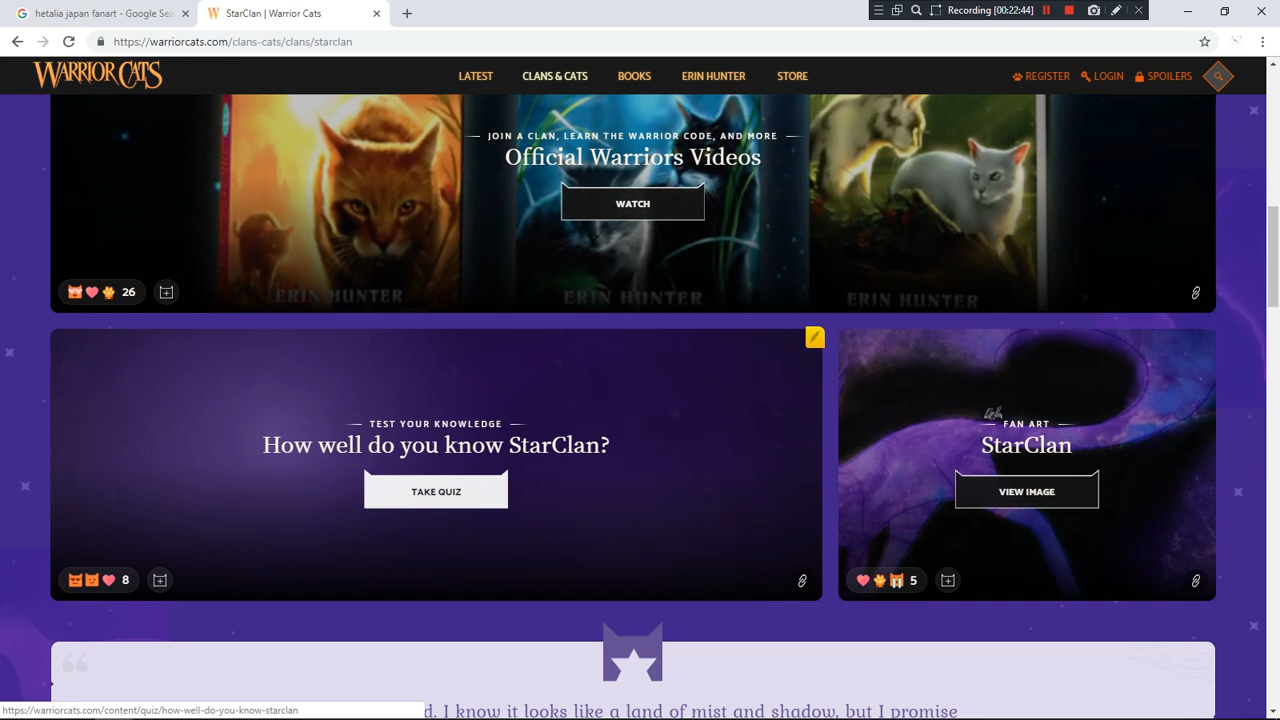 hetalia japan fanart - Google Sea
StarClan | Warrior Cats
Recording [00:22:44]
https://warriorcats.com/clans-cats/clans/starclan
WARRIOR CATS
LATEST
CLANS & CATS
BOOKS
ERIN HUNTER
STORE
REGISTER
LOGIN
SPOILERS
JOIN A CLAN, LEARN THE WARRIOR CODE, AND MORE
Official Warriors Videos
WATCH
ERIN HUNTER
ERIN HUNTER
ERIN HUNTER
26
TEST YOUR KNOWLEDGE
How well do you know StarClan?
TAKE QUIZ
8
FAN ART
StarClan
VIEW IMAGE
5
d. I know it looks like a land of mist and shadow, but I promise
https://warriorcats.com/content/quiz/how-well-do-you-know-starclan